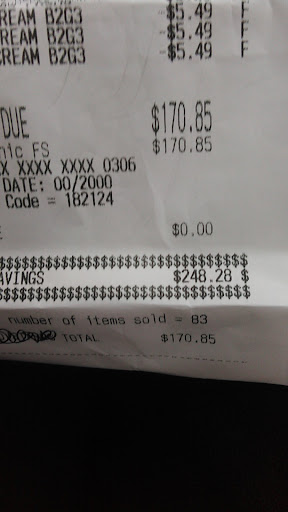 REAM B2G3 -$5.49 F
REAM B2G3 -$5.49 F
REAM B2G3 -$5.49 F
DUE $170.85
nic FS $170.85
X XXXX XXXX 0306
DATE: 00/2000
Code = 182124
E $0.00
$$$$$$$$$$$$$$$$$$$$$$$$$$$$$$
AVINGS $248.28 $
$$$$$$$$$$$$$$$$$$$$$$$$$$$$$$
number of items sold = 83
TOTAL $170.85